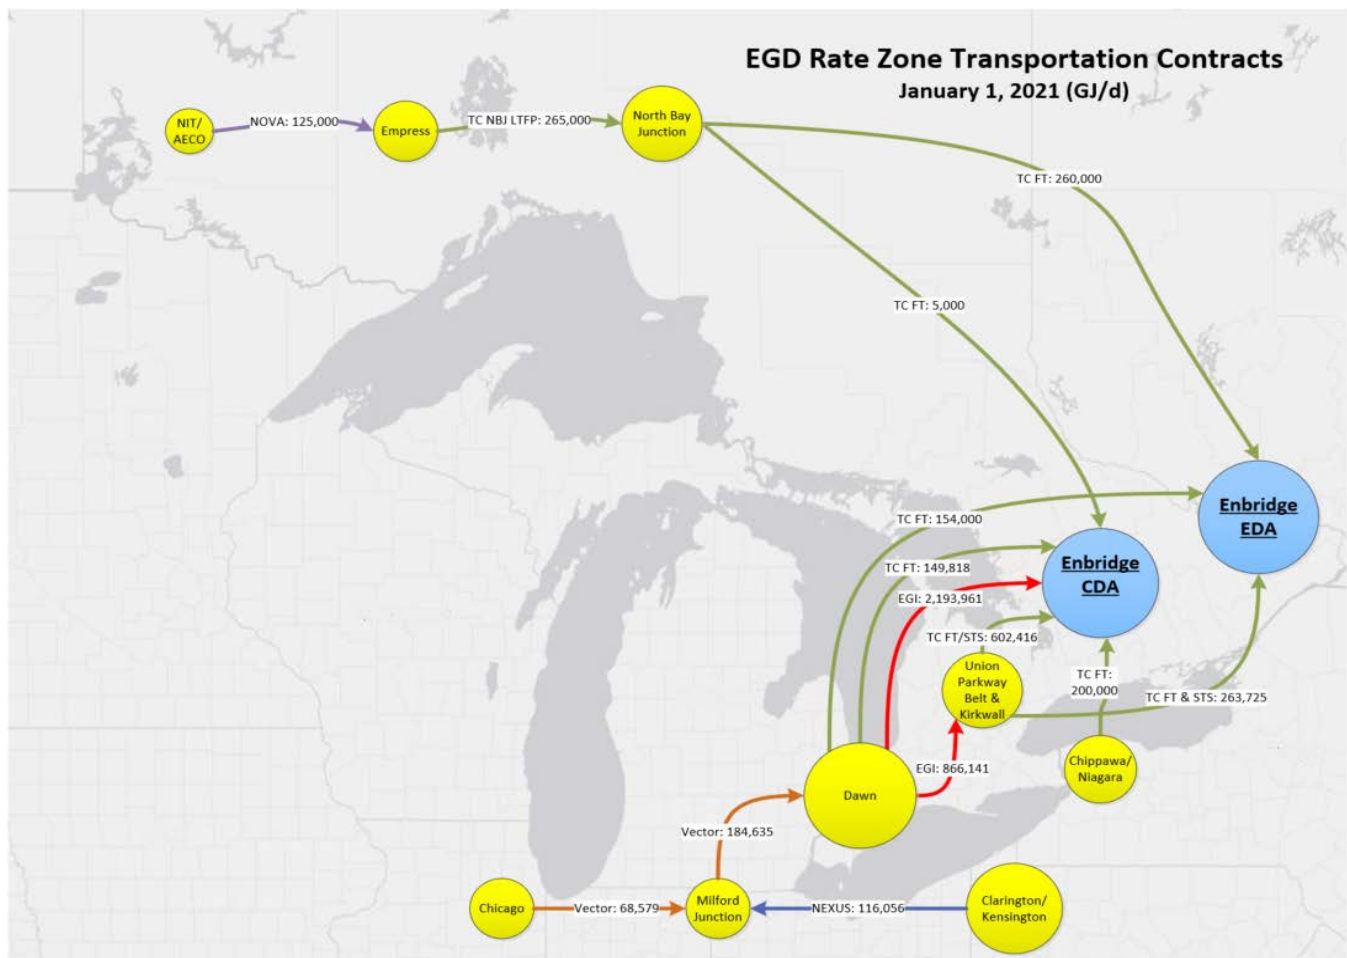 EGD Rate Zone Transportation Contracts
January 1, 2021 (GJ/d)
NIT/
AECO
NOVA: 125,000
Empress
TC NBJ LTFP: 265,000
North Bay
Junction
TC FT: 260,000
TC FT: 5,000
Enbridge
EDA
TC FT: 154,000
TC FT: 149,818
EGI: 2,193,961
Enbridge
CDA
TC FT/STS: 602,416
Union
Parkway
Belt &
Kirkwall
TC FT:
200,000
TC FT & STS: 263,725
EGI: 866,141
Chippawa/
Niagara
Dawn
Vector: 184,635
Chicago
Vector: 68,579
Milford
Junction
NEXUS: 116,056
Clarington/
Kensington